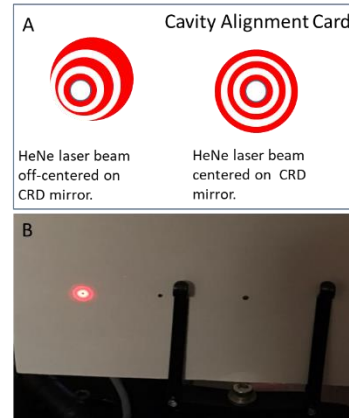 A
Cavity Alignment Card
HeNe laser beam
off-centered on
CRD mirror.
HeNe laser beam
centered on CRD
mirror.
B